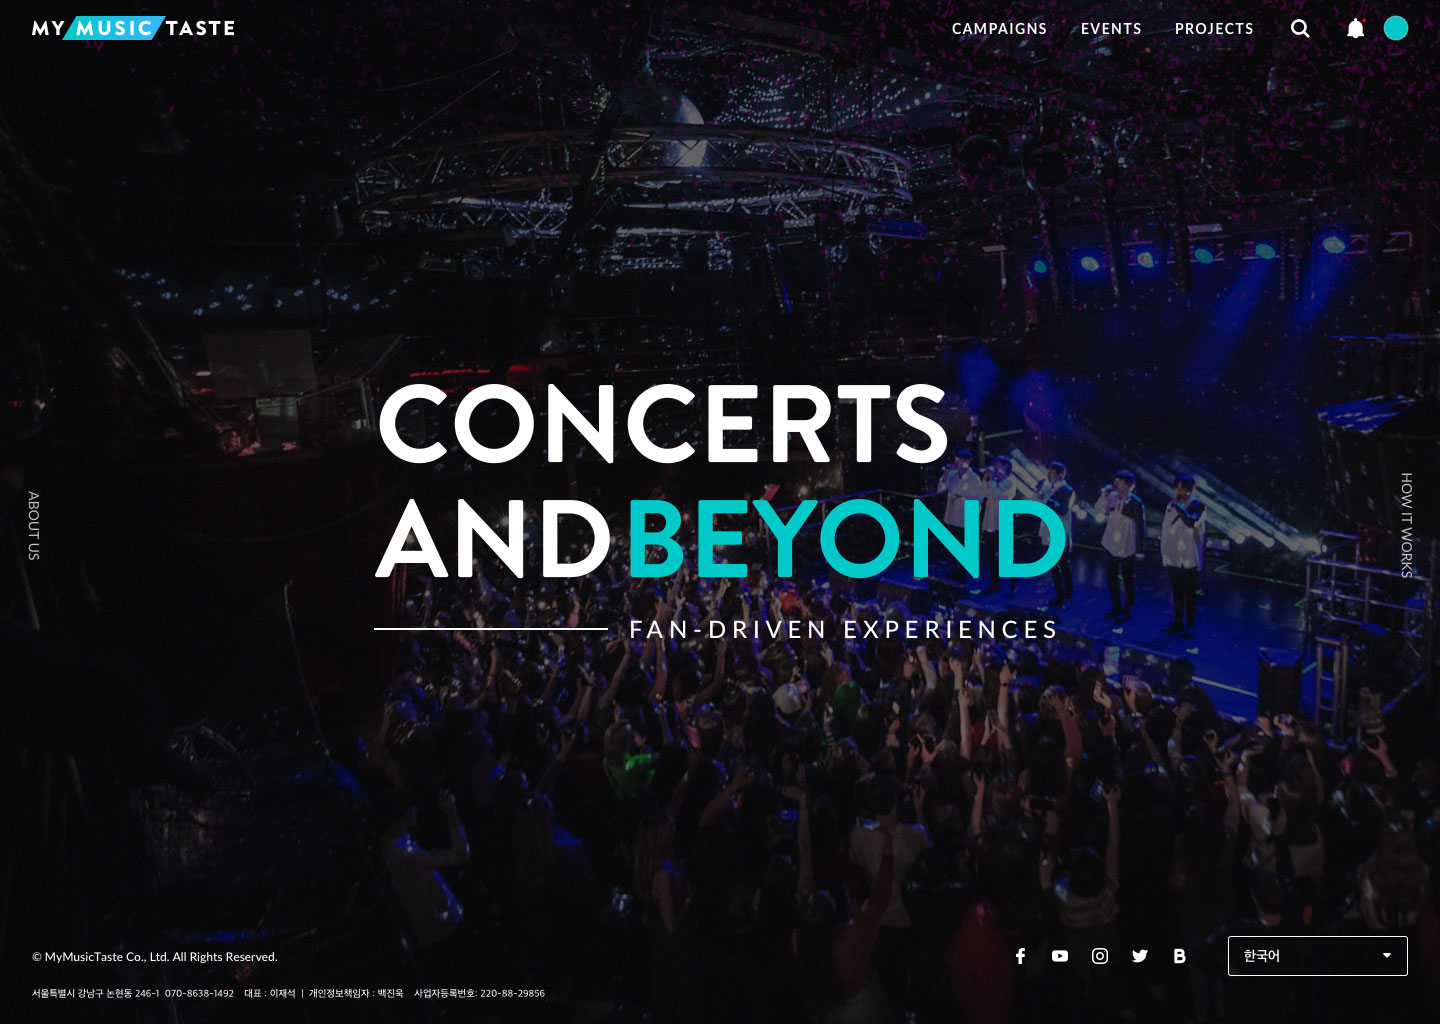 MY MUSIC TASTE
CAMPAIGNS
EVENTS
PROJECTS
CONCERTS
AND BEYOND
FAN-DRIVEN EXPERIENCES
ABOUT US
HOW IT WORKS
© MyMusicTaste Co., Ltd. All Rights Reserved.
한국어
서울특별시 강남구 논현동 246-1 070-8638-1492 대표 : 이재석 | 개인정보책임자 : 백진욱 사업자등록번호: 220-88-29856